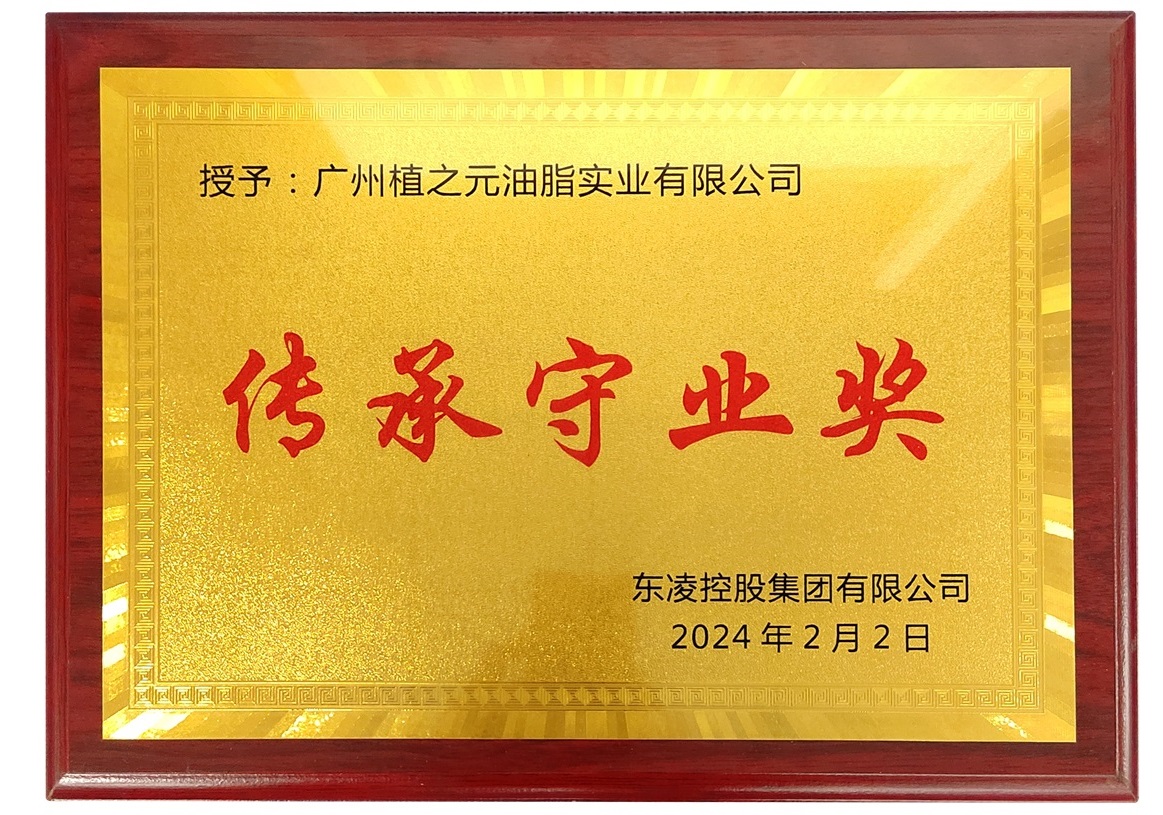 授予：广州植之元油脂实业有限公司
传承守业奖
东凌控股集团有限公司
2024年2月2日